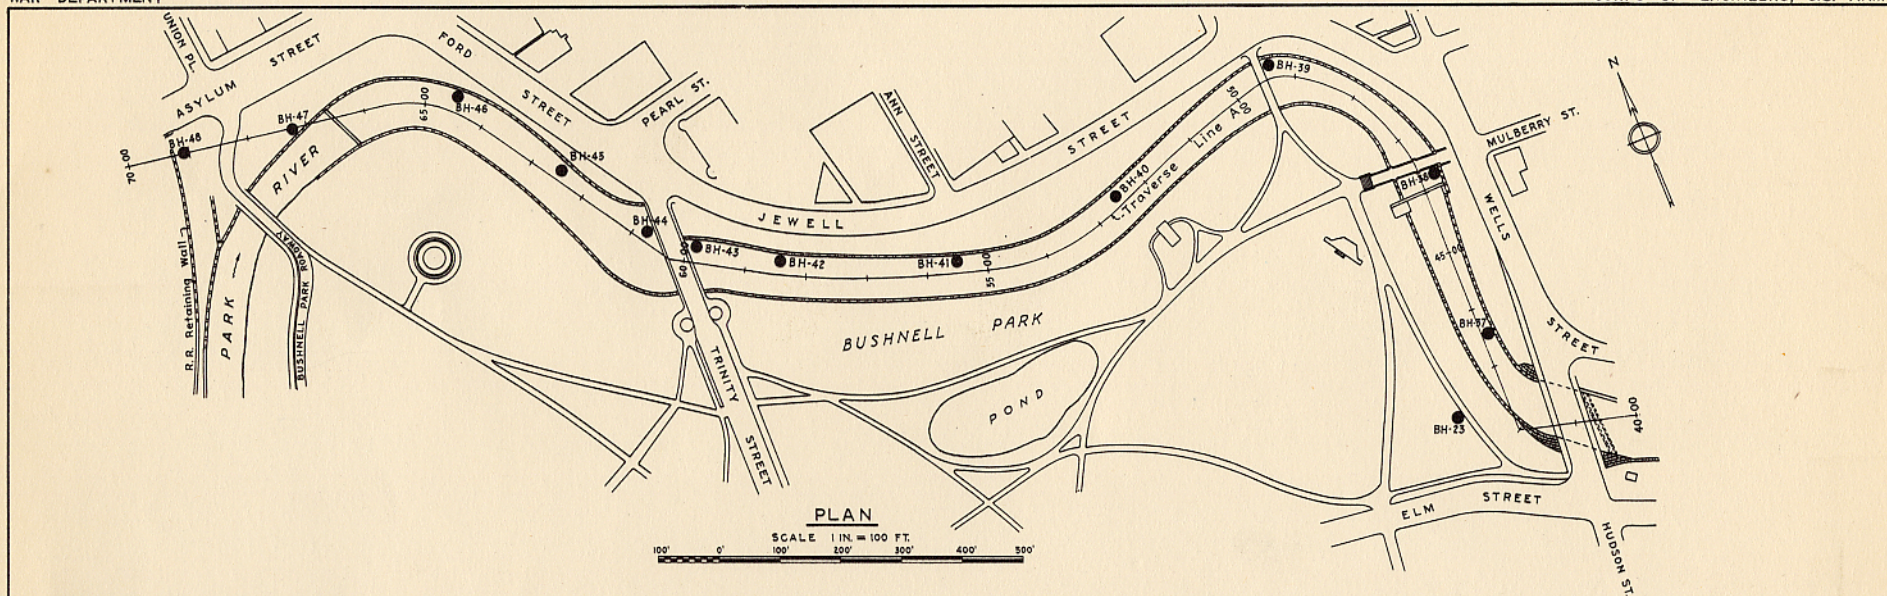 UNION PL.
ASYLUM STREET
FORD STREET
PEARL ST.
ANN STREET
JEWELL STREET
MULBERRY ST.
WELLS STREET
N
BH-48
BH-47
BH-46
BH-45
BH-44
BH-43
BH-42
BH-41
BH-40
BH-39
BH-38
BH-37
BH-23
70+00
65+00
60+00
55+00
50+00
45+00
40+00
Traverse Line A
R.R. Retaining Wall
PARK RIVER
BUSHNELL PARK ROADWAY
BUSHNELL PARK
TRINITY STREET
POND
ELM STREET
HUDSON ST.
PLAN
SCALE 1 IN. = 100 FT.
100' 0' 100' 200' 300' 400' 500'